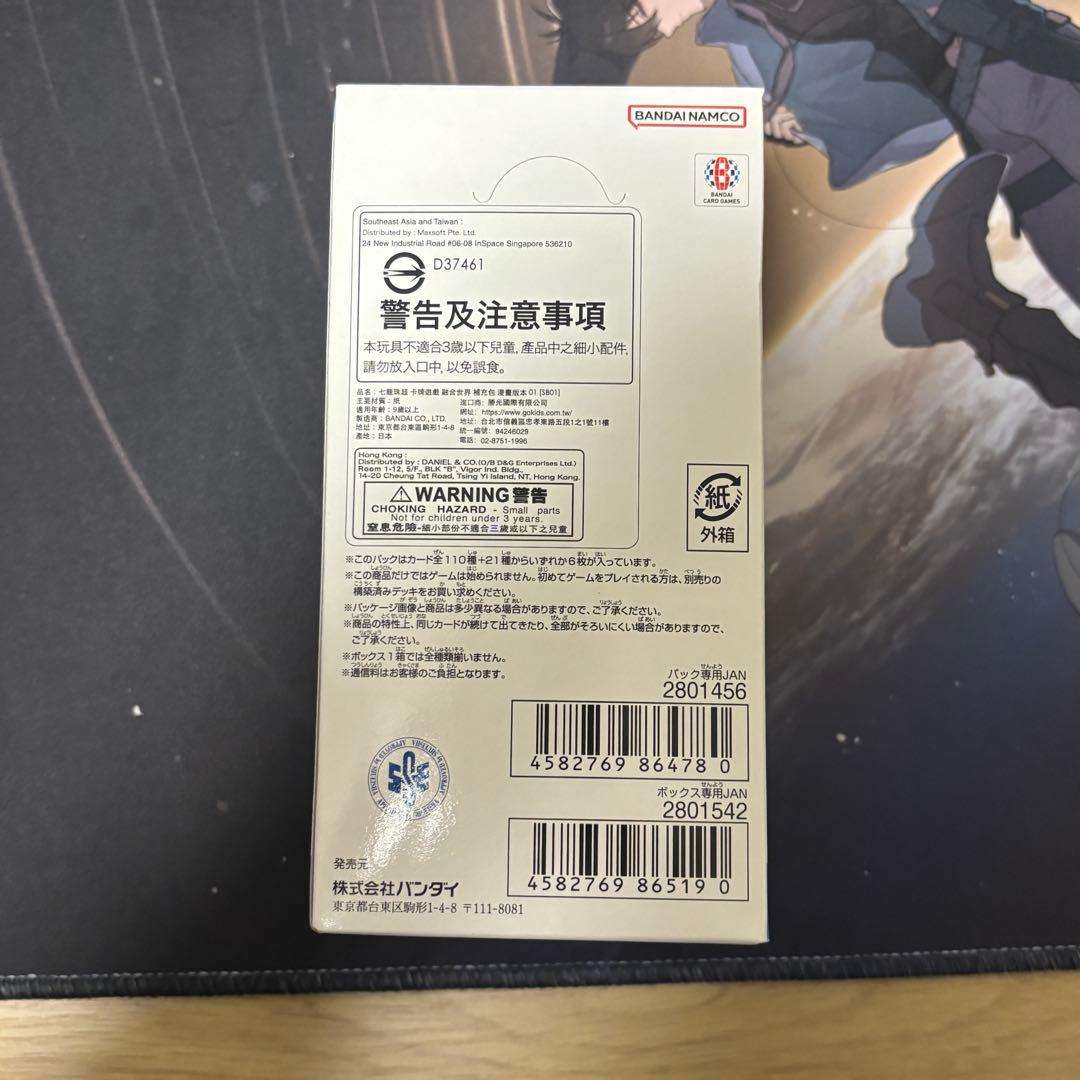 BANDAI NAMCO
BANDAI
CARD GAMES
Southeast Asia and Taiwan :
Distributed by : Maxsoft Pte. Ltd.
24 New Industrial Road #06-08 InSpace Singapore 536210
D37461
警告及注意事項
本玩具不適合3歲以下兒童, 產品中之細小配件,
請勿放入口中, 以免誤食。
品名: 七龍珠超 卡牌遊戲 融合世界 補充包 漫畫版本 01 [SB01]
主要材質: 紙
適用年齡: 9歲以上
製造商: BANDAI CO., LTD.
地址: 東京都台東區駒形1-4-8
產地: 日本
進口商: 勝光國際有限公司
網址: https://www.gokids.com.tw/
地址: 台北市信義區忠孝東路五段1之1號11樓
統一編號: 94246029
電話: 02-8751-1996
Hong Kong :
Distributed by : DANIEL & CO.(O/B D&G Enterprises Ltd.)
Room 1-12, 5/F., BLK "B", Vigor Ind. Bldg.,
14-20 Cheung Tat Road, Tsing Yi Island, NT, Hong Kong.
WARNING 警告
CHOKING HAZARD - Small parts
Not for children under 3 years.
窒息危險-細小部份不適合三歲或以下之兒童
紙
外箱
※このパックはカード全110種+21種からいずれか6枚が入っています。
※この商品だけではゲームは始められません。初めてゲームをプレイされる方は、別売りの
構築済みデッキをお買い求めください。
※パッケージ画像と商品は多少異なる場合がありますので、ご了承ください。
※商品の特性上、同じカードが続けて出てきたり、全部がそろいにくい場合がありますので、
ご了承ください。
※ボックス1箱では全種類揃いません。
※通信料はお客様のご負担となります。
パック専用JAN
2801456
4582769 86478 0
ボックス専用JAN
2801542
4582769 86519 0
発売元
株式会社バンダイ
東京都台東区駒形1-4-8 〒111-8081